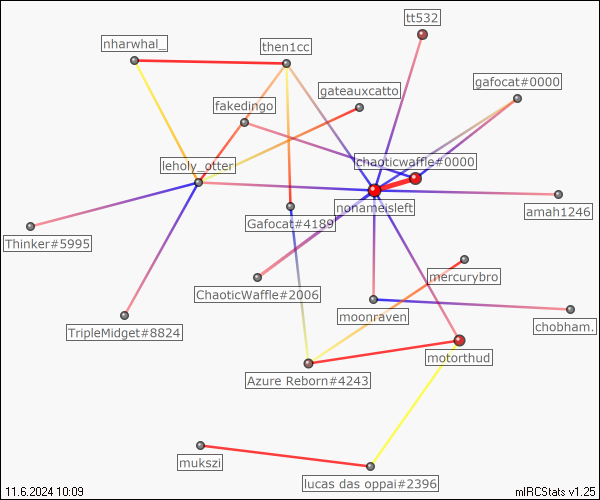 tt532
nharwhal_
then1cc
gafocat#0000
gateauxcatto
fakedingo
chaoticwaffle#0000
leholy_otter
nonameisleft
amah1246
Gafocat#4189
Thinker#5995
mercurybro
ChaoticWaffle#2006
moonraven
chobham.
TripleMidget#8824
motorthud
Azure Reborn#4243
mukszi
lucas das oppai#2396
11.6.2024 10:09
mIRCStats v1.25